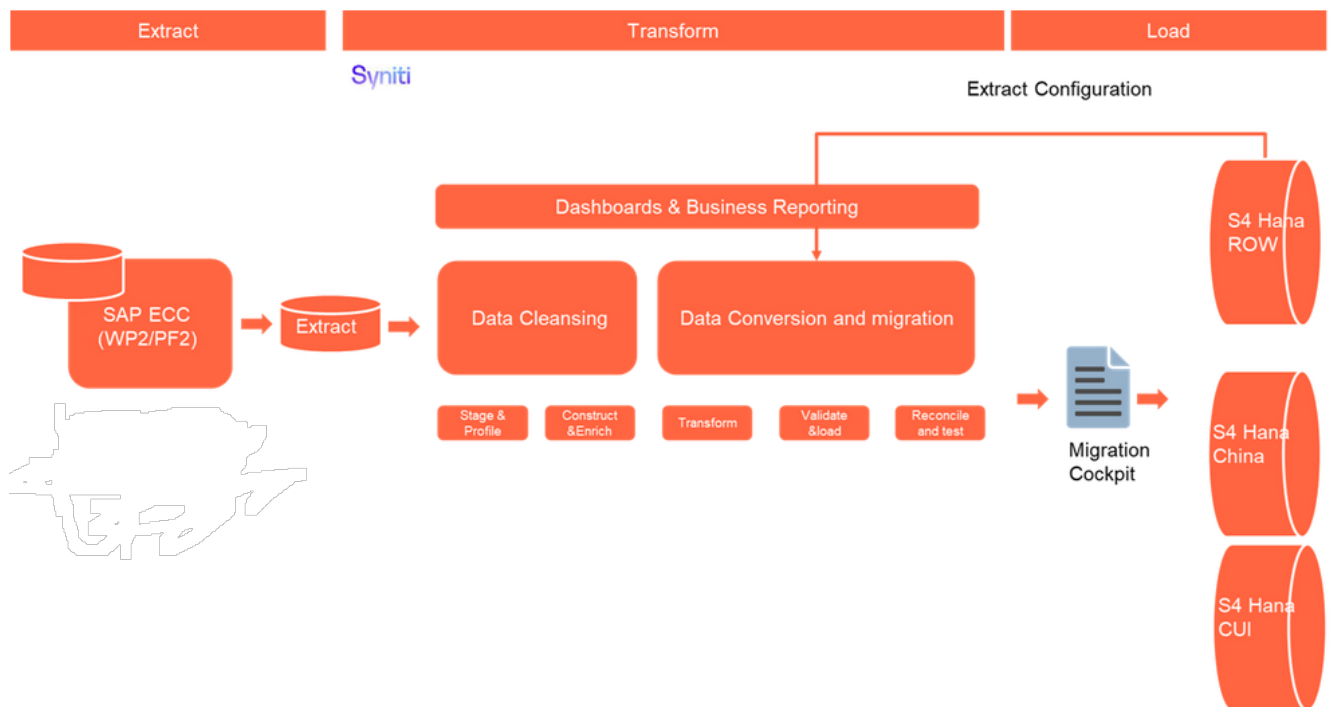 Extract
Transform
Load
Syniti
Extract Configuration
Dashboards & Business Reporting
S4 Hana
ROW
SAP ECC
(WP2/PF2)
Extract
Data Cleansing
Data Conversion and migration
Stage &
Profile
Construct
&Enrich
Transform
Validate
&load
Reconcile
and test
Migration
Cockpit
S4 Hana
China
S4 Hana
CUI